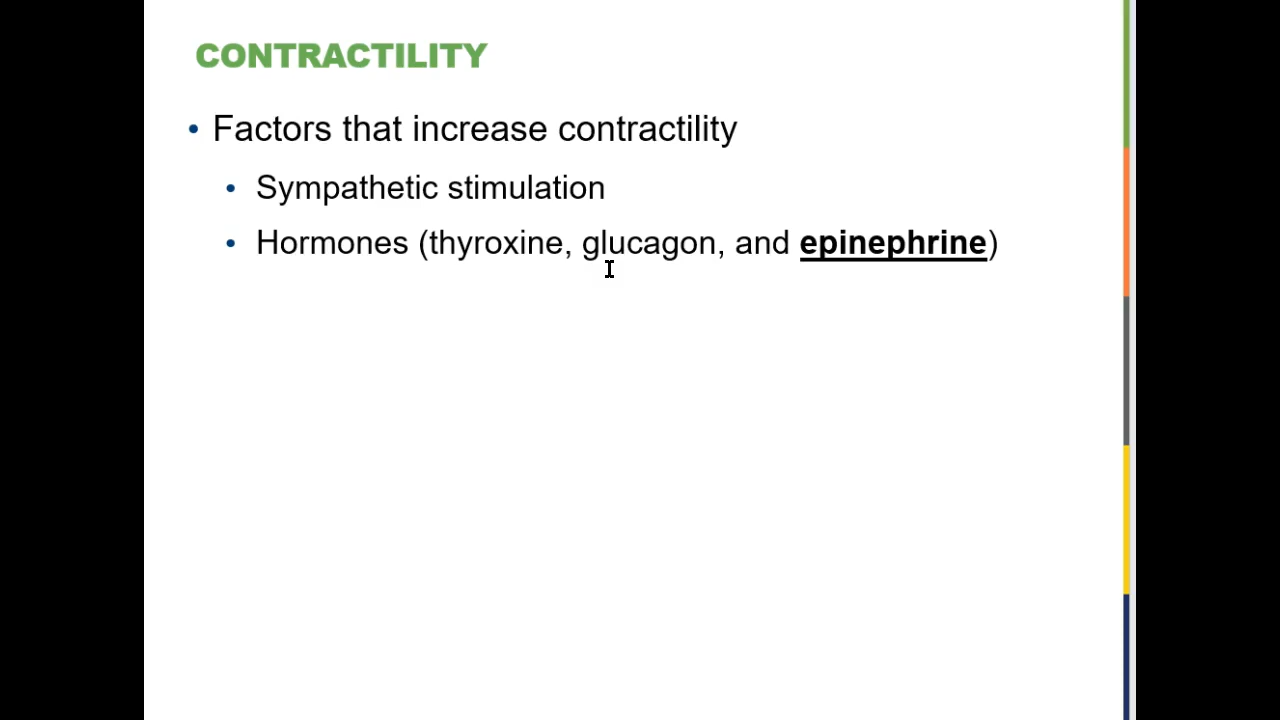 CONTRACTILITY
• Factors that increase contractility
• Sympathetic stimulation
• Hormones (thyroxine, glucagon, and epinephrine)